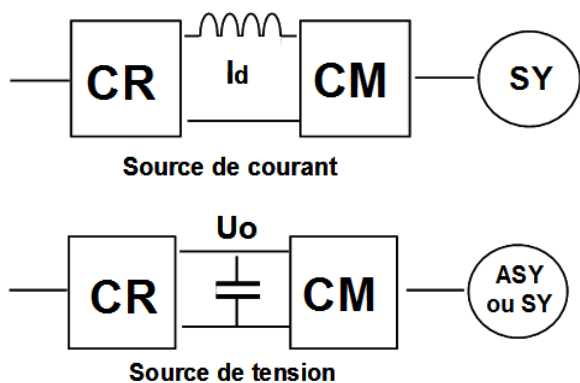 CR
Id
CM
SY
Source de courant
Uo
CR
CM
ASY
ou SY
Source de tension